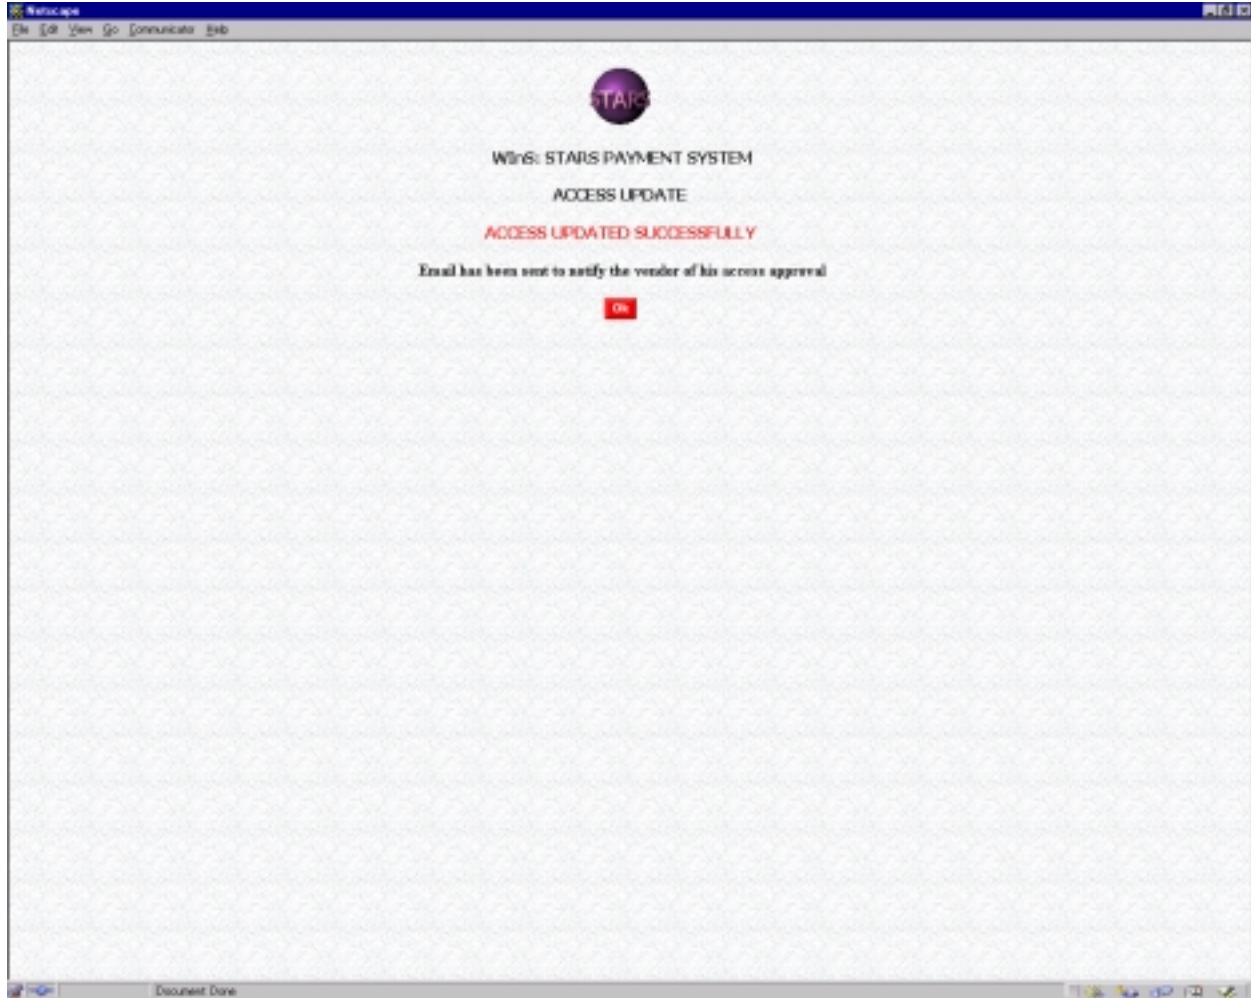 Netscape
File Edit View Go Communicator Help
STARS
WInS: STARS PAYMENT SYSTEM
ACCESS UPDATE
ACCESS UPDATED SUCCESSFULLY
Email has been sent to notify the vender of his access approval
Ok
Document Done